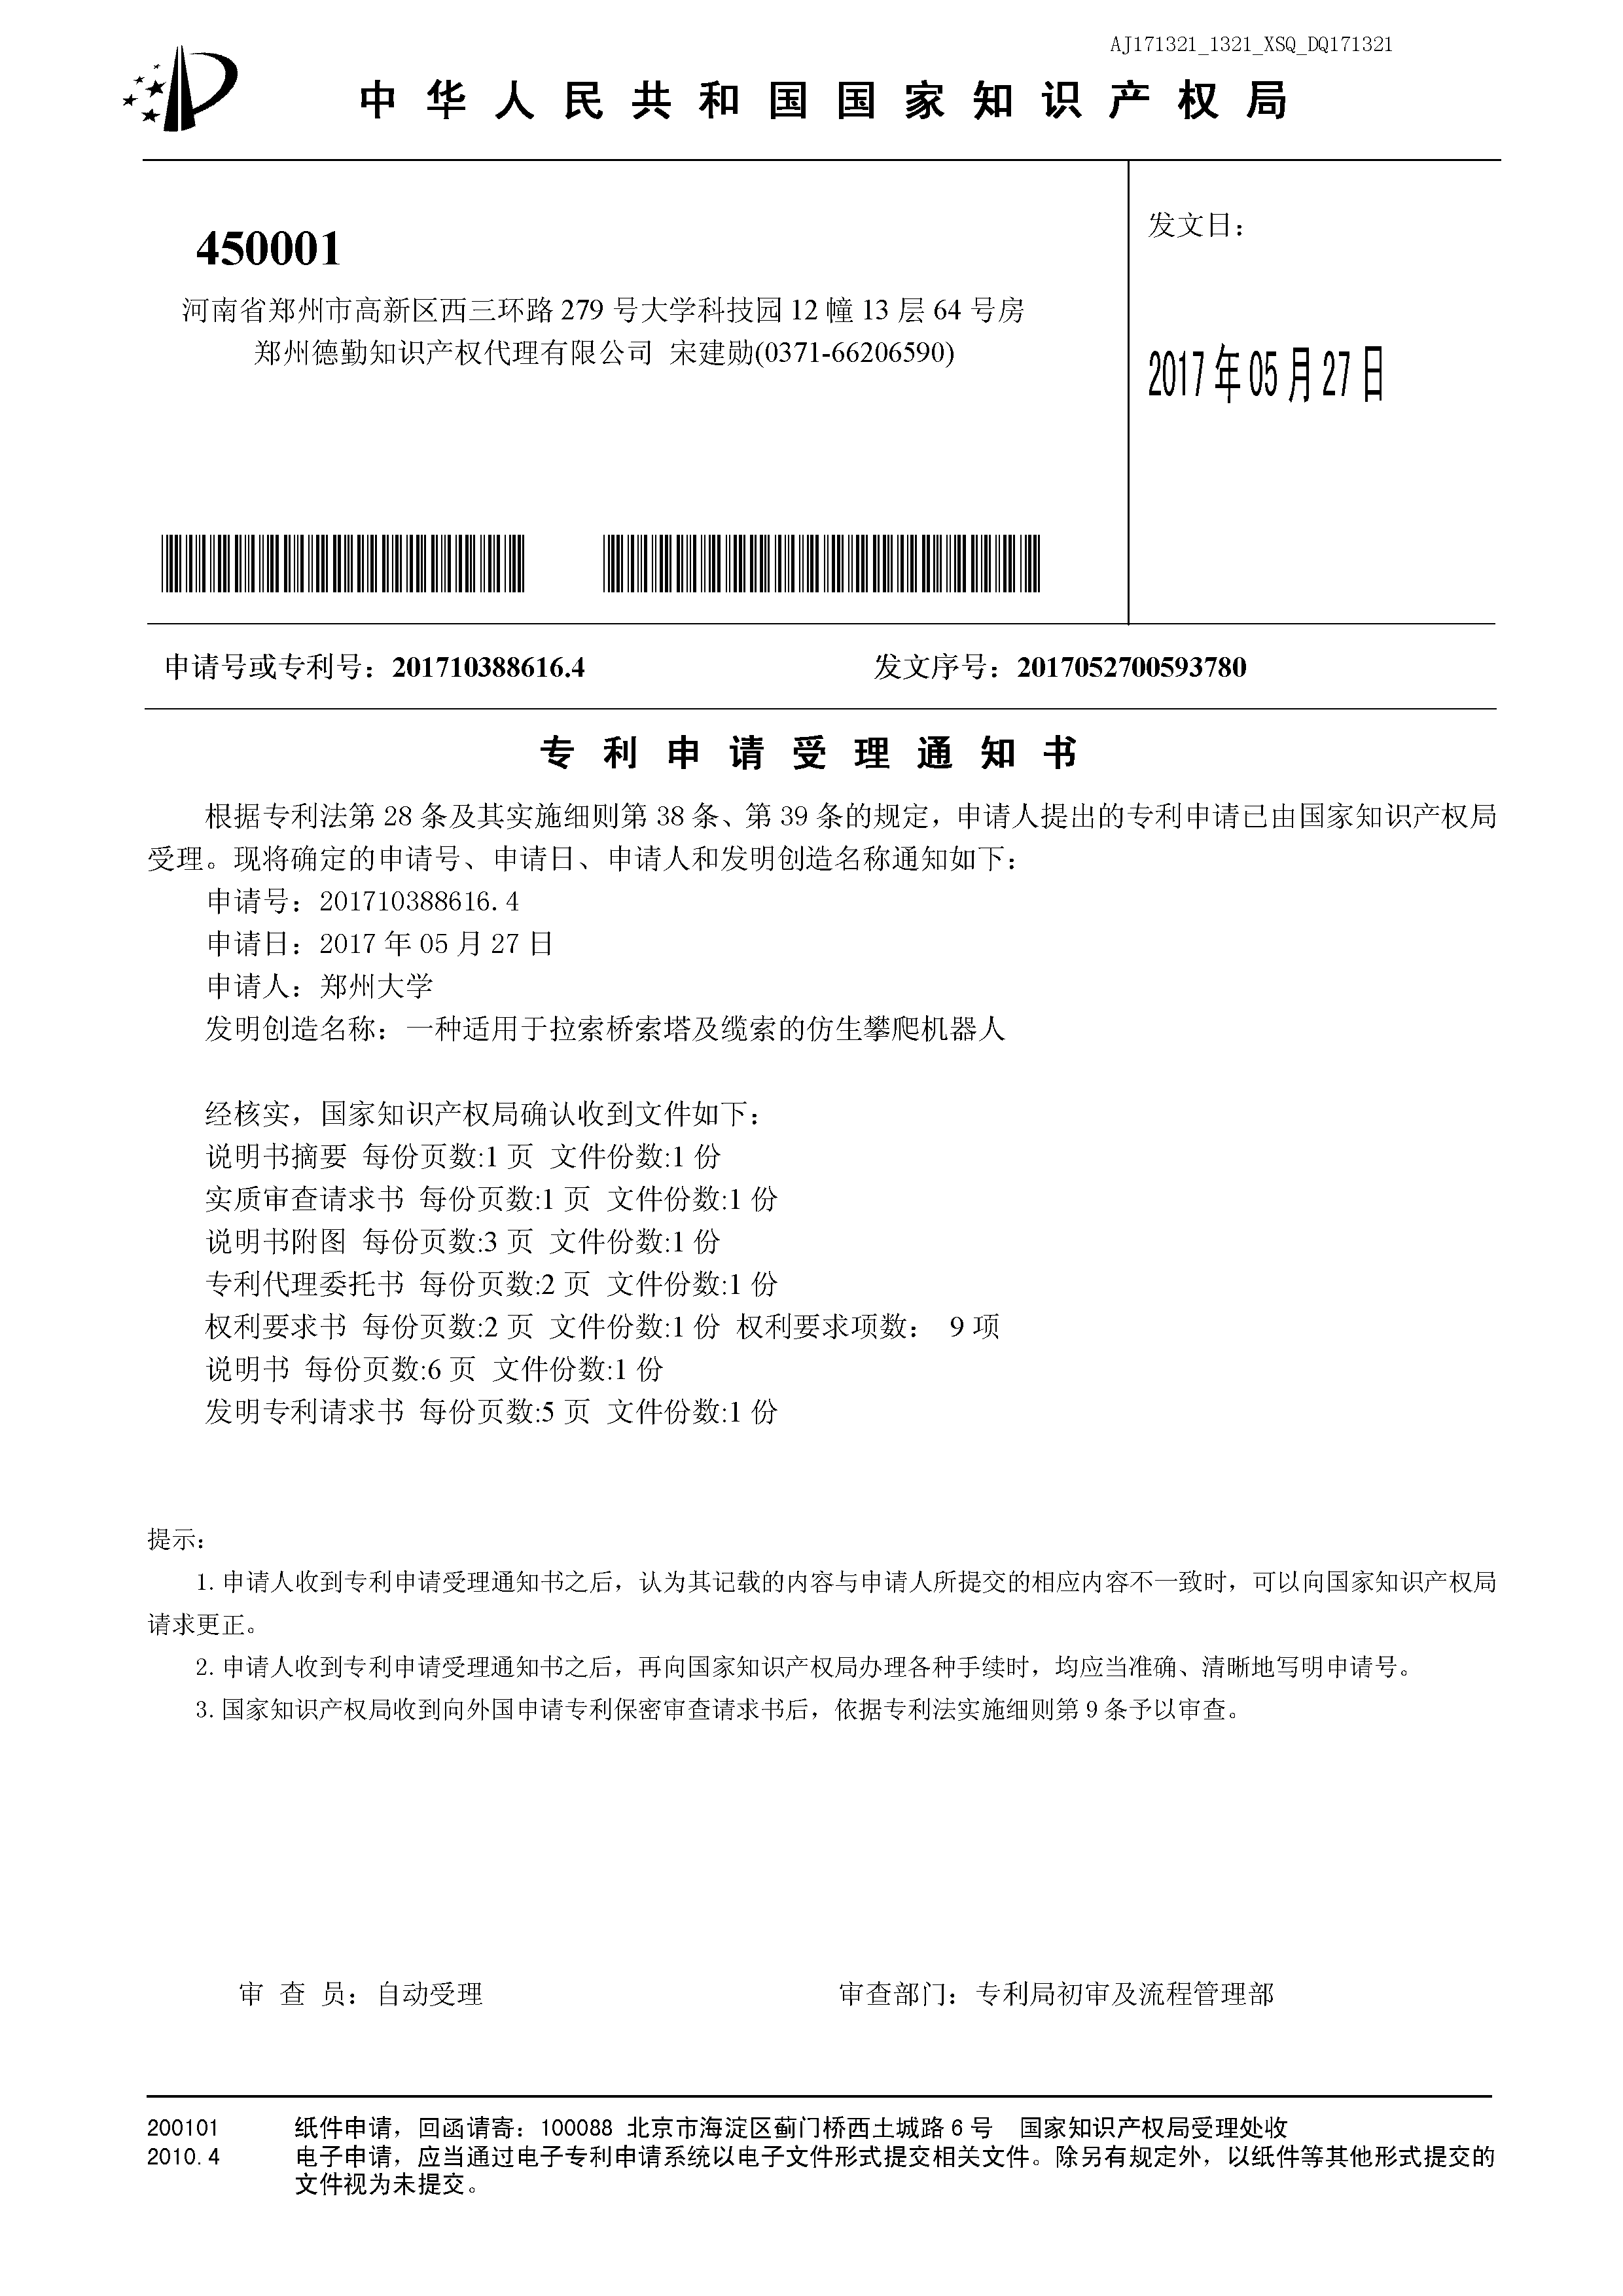 AJ171321_1321_XSQ_DQ171321
中华人民共和国国家知识产权局
450001
河南省郑州市高新区西三环路 279 号大学科技园 12 幢 13 层 64 号房
郑州德勤知识产权代理有限公司 宋建勋(0371-66206590)
发文日：
2017 年 05 月 27 日
申请号或专利号：201710388616.4
发文序号：2017052700593780
专利申请受理通知书
根据专利法第 28 条及其实施细则第 38 条、第 39 条的规定，申请人提出的专利申请已由国家知识产权局
受理。现将确定的申请号、申请日、申请人和发明创造名称通知如下：
申请号：201710388616.4
申请日：2017 年 05 月 27 日
申请人：郑州大学
发明创造名称：一种适用于拉索桥索塔及缆索的仿生攀爬机器人
经核实，国家知识产权局确认收到文件如下：
说明书摘要 每份页数:1 页 文件份数:1 份
实质审查请求书 每份页数:1 页 文件份数:1 份
说明书附图 每份页数:3 页 文件份数:1 份
专利代理委托书 每份页数:2 页 文件份数:1 份
权利要求书 每份页数:2 页 文件份数:1 份 权利要求项数： 9 项
说明书 每份页数:6 页 文件份数:1 份
发明专利请求书 每份页数:5 页 文件份数:1 份
提示：
1. 申请人收到专利申请受理通知书之后，认为其记载的内容与申请人所提交的相应内容不一致时，可以向国家知识产权局
请求更正。
2. 申请人收到专利申请受理通知书之后，再向国家知识产权局办理各种手续时，均应当准确、清晰地写明申请号。
3. 国家知识产权局收到向外国申请专利保密审查请求书后，依据专利法实施细则第 9 条予以审查。
审 查 员：自动受理
审查部门：专利局初审及流程管理部
200101 纸件申请，回函请寄：100088 北京市海淀区蓟门桥西土城路 6 号 国家知识产权局受理处收
2010.4 电子申请，应当通过电子专利申请系统以电子文件形式提交相关文件。除另有规定外，以纸件等其他形式提交的
文件视为未提交。